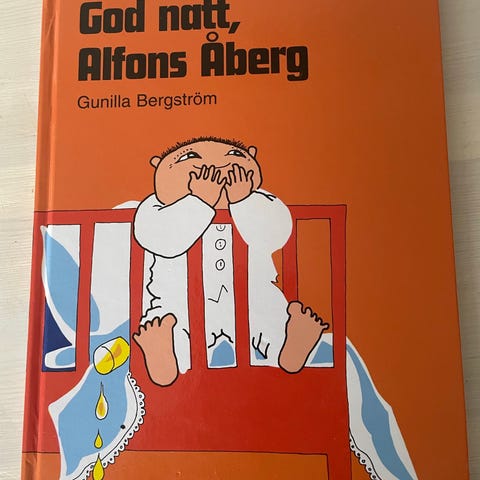 God natt,
Alfons Åberg
Gunilla Bergström